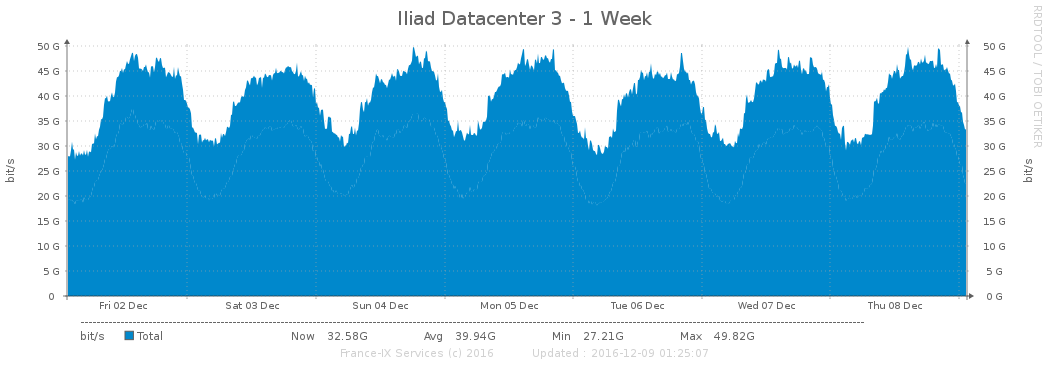 Iliad Datacenter 3 - 1 Week
RRDTOOL / TOBI OETIKER
bit/s
50 G 50 G
45 G 45 G
40 G 40 G
35 G 35 G
30 G 30 G
25 G 25 G
20 G 20 G
15 G 15 G
10 G 10 G
5 G 5 G
0 0 G
bit/s
Fri 02 Dec Sat 03 Dec Sun 04 Dec Mon 05 Dec Tue 06 Dec Wed 07 Dec Thu 08 Dec
bit/s Total Now 32.58G Avg 39.94G Min 27.21G Max 49.82G
France-IX Services (c) 2016 Updated : 2016-12-09 01:25:07